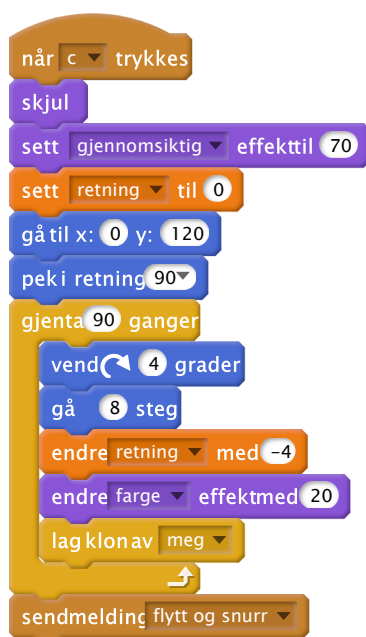 når c trykkes
skjul
sett gjennomsiktig effekttil 70
sett retning til 0
gå til x: 0 y: 120
pek i retning 90
gjenta 90 ganger
vend 4 grader
gå 8 steg
endre retning med -4
endre farge effektmed 20
lag klon av meg
sendmelding flytt og snurr